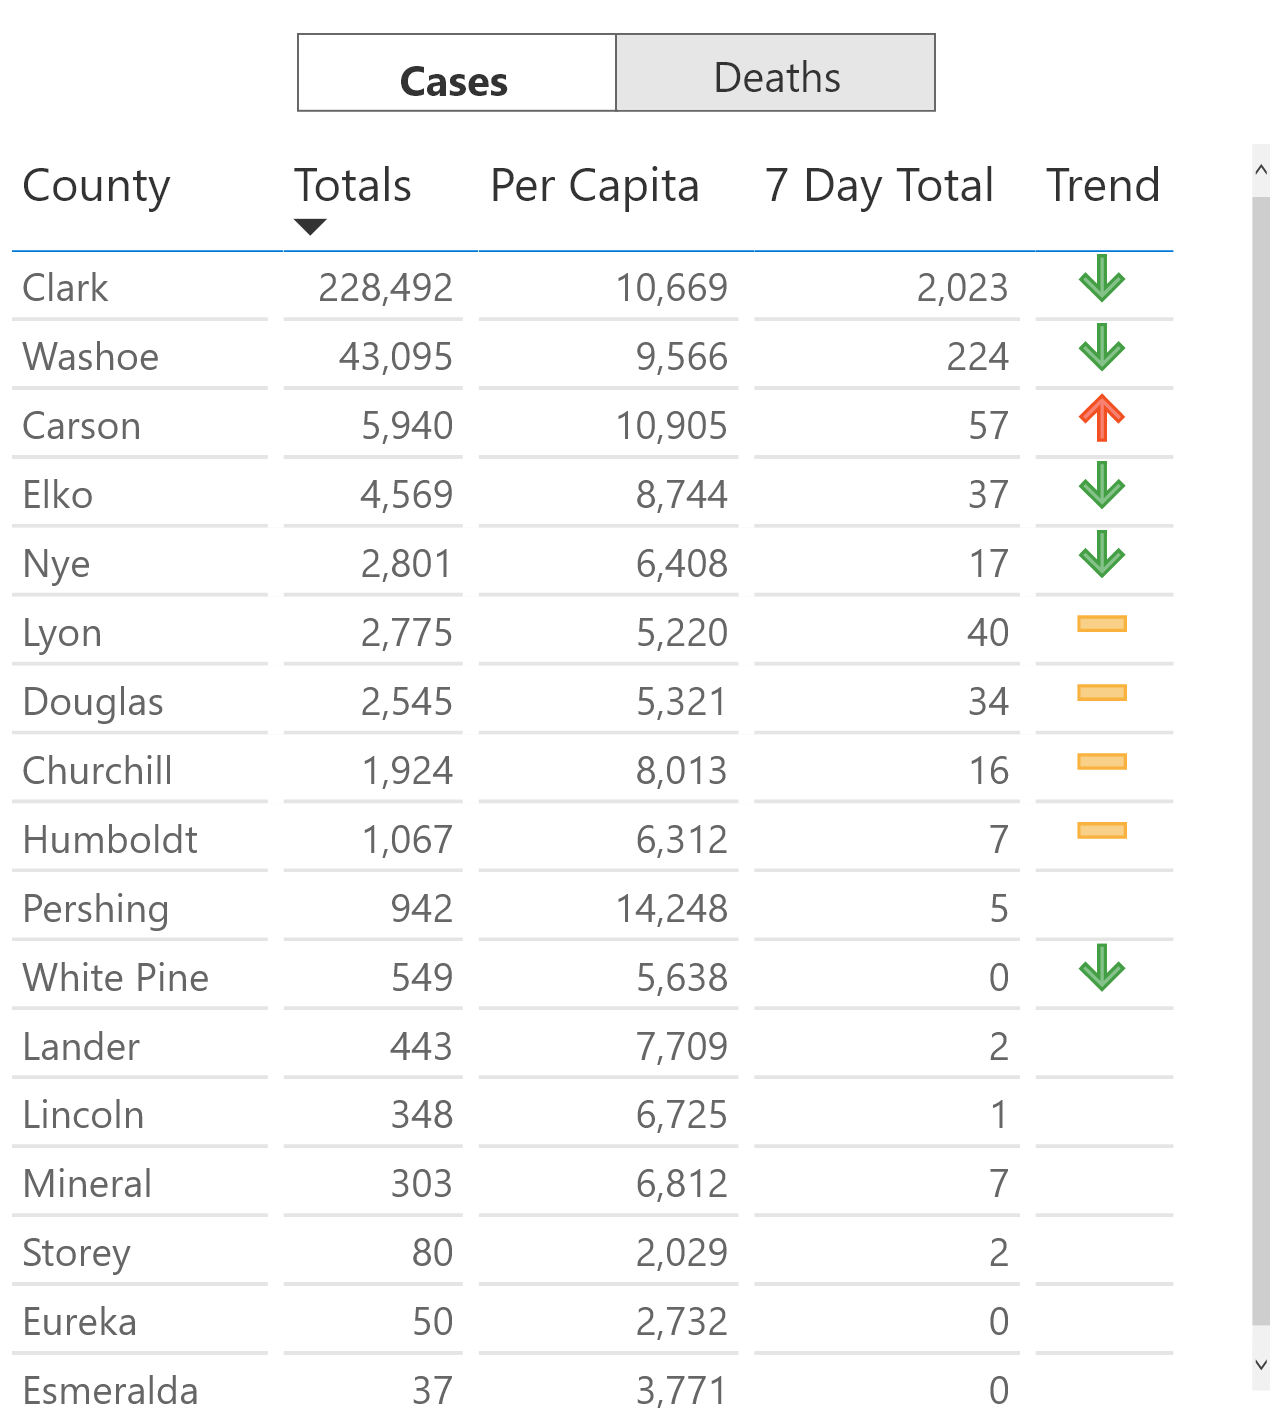 Cases Deaths
County Totals Per Capita 7 Day Total Trend
Clark 228,492 10,669 2,023
Washoe 43,095 9,566 224
Carson 5,940 10,905 57
Elko 4,569 8,744 37
Nye 2,801 6,408 17
Lyon 2,775 5,220 40
Douglas 2,545 5,321 34
Churchill 1,924 8,013 16
Humboldt 1,067 6,312 7
Pershing 942 14,248 5
White Pine 549 5,638 0
Lander 443 7,709 2
Lincoln 348 6,725 1
Mineral 303 6,812 7
Storey 80 2,029 2
Eureka 50 2,732 0
Esmeralda 37 3,771 0